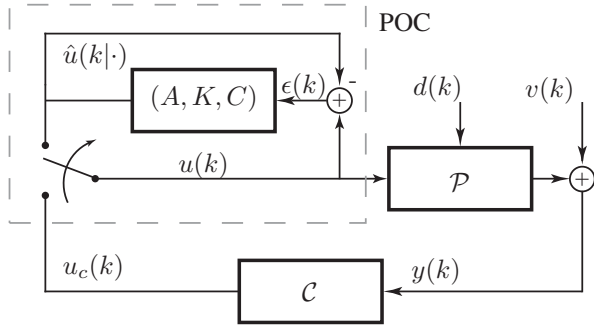 POC
û(k|·)
(A, K, C)
ϵ(k)
-
+
d(k)
v(k)
u(k)
P
+
u_c(k)
C
y(k)